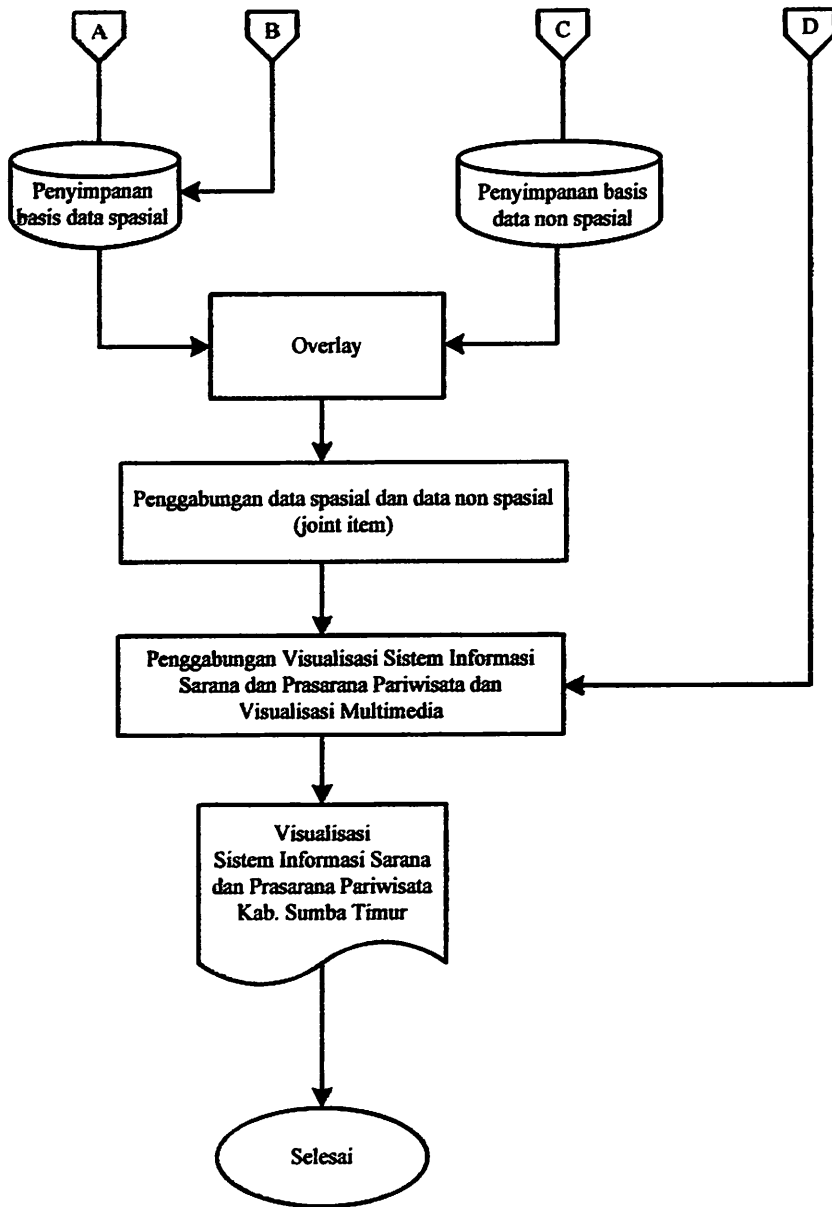 A
B
C
D
Penyimpanan
basis data spasial
Penyimpanan basis
data non spasial
Overlay
Penggabungan data spasial dan data non spasial
(joint item)
Penggabungan Visualisasi Sistem Informasi
Sarana dan Prasarana Pariwisata dan
Visualisasi Multimedia
Visualisasi
Sistem Informasi Sarana
dan Prasarana Pariwisata
Kab. Sumba Timur
Selesai